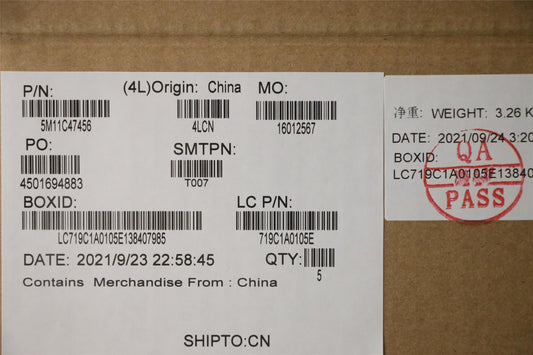 P/N: (4L)Origin: China MO:
5M11C47456 4LCN 16012567
PO: SMTPN:
4501694883 T007
BOXID: LC P/N:
LC719C1A0105E138407985 719C1A0105E
DATE: 2021/9/23 22:58:45 QTY:
5
Contains Merchandise From : China
SHIPTO:CN
净重: WEIGHT: 3.26 K
DATE: 2021/09/24 3:20
BOXID:
LC719C1A0105E138407
QA
PASS